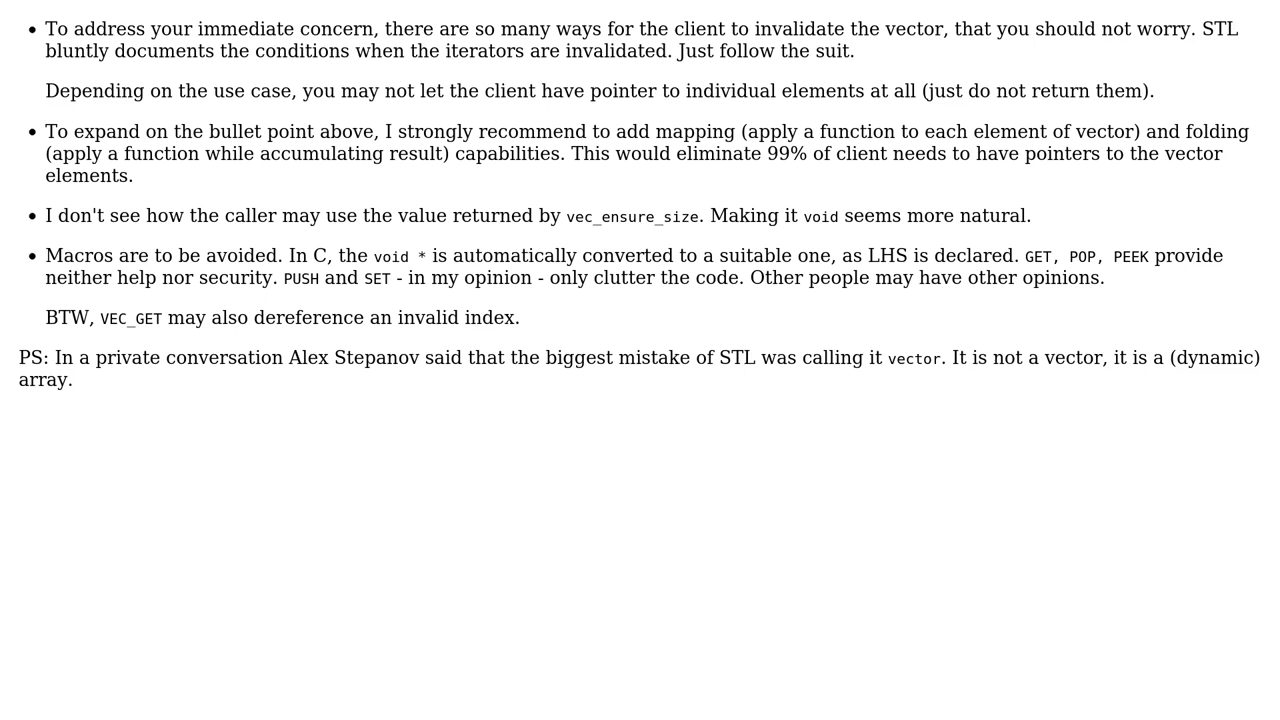 To address your immediate concern, there are so many ways for the client to invalidate the vector, that you should not worry. STL
bluntly documents the conditions when the iterators are invalidated. Just follow the suit.
Depending on the use case, you may not let the client have pointer to individual elements at all (just do not return them).
To expand on the bullet point above, I strongly recommend to add mapping (apply a function to each element of vector) and folding
(apply a function while accumulating result) capabilities. This would eliminate 99% of client needs to have pointers to the vector
elements.
I don't see how the caller may use the value returned by vec_ensure_size. Making it void seems more natural.
Macros are to be avoided. In C, the void * is automatically converted to a suitable one, as LHS is declared. GET, POP, PEEK provide
neither help nor security. PUSH and SET - in my opinion - only clutter the code. Other people may have other opinions.
BTW, VEC_GET may also dereference an invalid index.
PS: In a private conversation Alex Stepanov said that the biggest mistake of STL was calling it vector. It is not a vector, it is a (dynamic)
array.